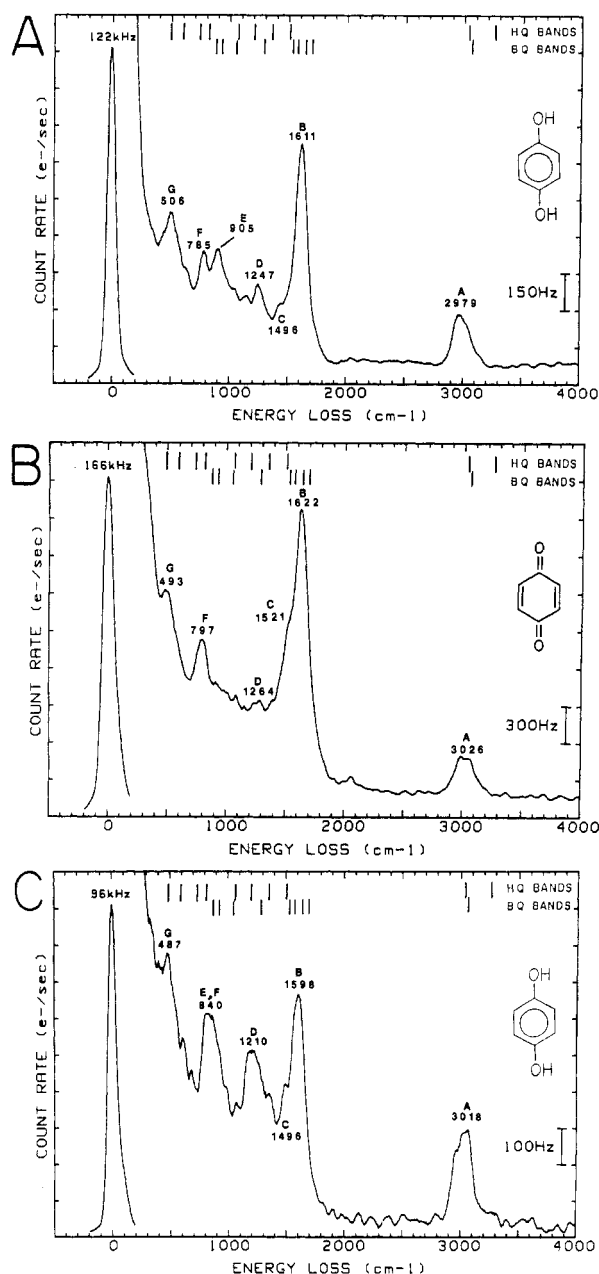 A
122kHz
HQ BANDS
BQ BANDS
B
1611
OH
OH
G
506
F
785
E
905
D
1247
C
1496
A
2979
150Hz
COUNT RATE (e-/sec)
0 1000 2000 3000 4000
ENERGY LOSS (cm-1)
B
166kHz
HQ BANDS
BQ BANDS
B
1622
O
O
G
493
F
797
C
1521
D
1264
A
3026
300Hz
COUNT RATE (e-/sec)
0 1000 2000 3000 4000
ENERGY LOSS (cm-1)
C
96kHz
HQ BANDS
BQ BANDS
G
487
E,F
840
D
1210
B
1598
C
1496
A
3018
OH
OH
100Hz
COUNT RATE (e-/sec)
0 1000 2000 3000 4000
ENERGY LOSS (cm-1)